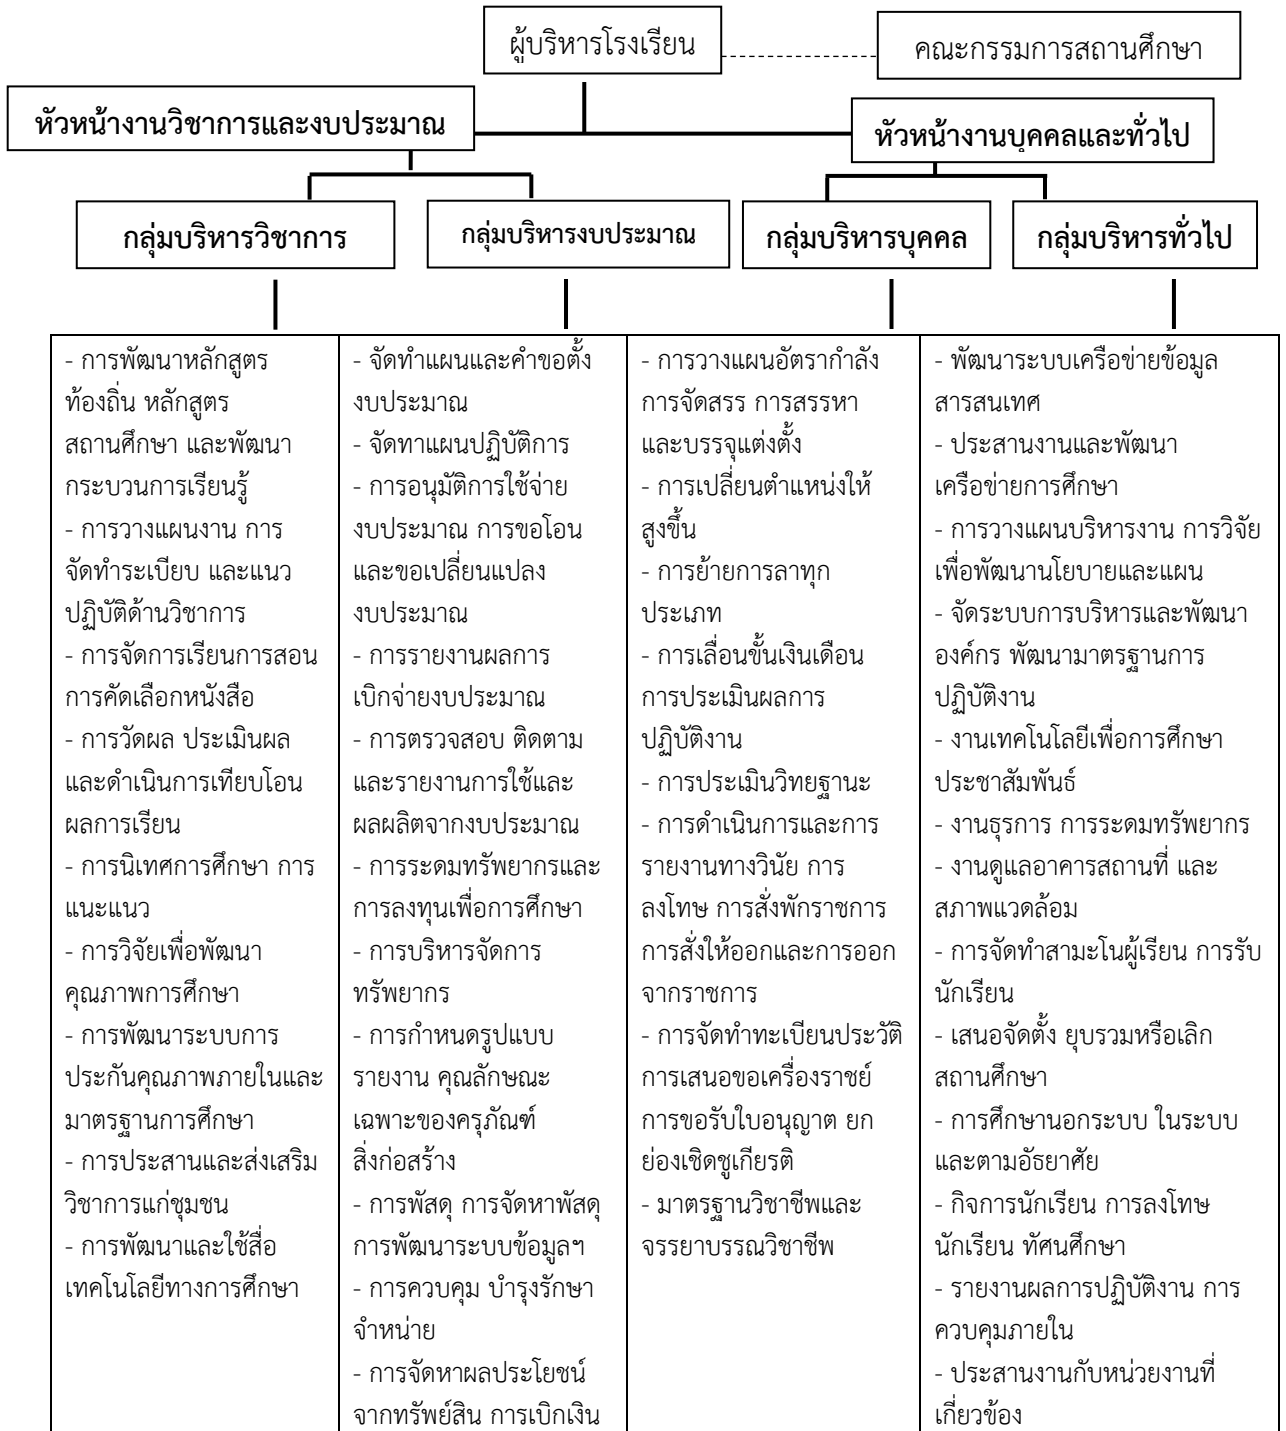 ผู้บริหารโรงเรียน
คณะกรรมการสถานศึกษา
หัวหน้างานวิชาการและงบประมาณ
หัวหน้างานบุคคลและทั่วไป
กลุ่มบริหารวิชาการ
กลุ่มบริหารงบประมาณ
กลุ่มบริหารบุคคล
กลุ่มบริหารทั่วไป
- การพัฒนาหลักสูตร
ท้องถิ่น หลักสูตร
สถานศึกษา และพัฒนา
กระบวนการเรียนรู้
- การวางแผนงาน การ
จัดทำระเบียบ และแนว
ปฏิบัติด้านวิชาการ
- การจัดการเรียนการสอน
การคัดเลือกหนังสือ
- การวัดผล ประเมินผล
และดำเนินการเทียบโอน
ผลการเรียน
- การนิเทศการศึกษา การ
แนะแนว
- การวิจัยเพื่อพัฒนา
คุณภาพการศึกษา
- การพัฒนาระบบการ
ประกันคุณภาพภายในและ
มาตรฐานการศึกษา
- การประสานและส่งเสริม
วิชาการแก่ชุมชน
- การพัฒนาและใช้สื่อ
เทคโนโลยีทางการศึกษา
- จัดทำแผนและคำขอตั้ง
งบประมาณ
- จัดทาแผนปฏิบัติการ
- การอนุมัติการใช้จ่าย
งบประมาณ การขอโอน
และขอเปลี่ยนแปลง
งบประมาณ
- การรายงานผลการ
เบิกจ่ายงบประมาณ
- การตรวจสอบ ติดตาม
และรายงานการใช้และ
ผลผลิตจากงบประมาณ
- การระดมทรัพยากรและ
การลงทุนเพื่อการศึกษา
- การบริหารจัดการ
ทรัพยากร
- การกำหนดรูปแบบ
รายงาน คุณลักษณะ
เฉพาะของครุภัณฑ์
สิ่งก่อสร้าง
- การพัสดุ การจัดหาพัสดุ
การพัฒนาระบบข้อมูลฯ
- การควบคุม บำรุงรักษา
จำหน่าย
- การจัดหาผลประโยชน์
จากทรัพย์สิน การเบิกเงิน
- การวางแผนอัตรากำลัง
การจัดสรร การสรรหา
และบรรจุแต่งตั้ง
- การเปลี่ยนตำแหน่งให้
สูงขึ้น
- การย้ายการลาทุก
ประเภท
- การเลื่อนขั้นเงินเดือน
การประเมินผลการ
ปฏิบัติงาน
- การประเมินวิทยฐานะ
- การดำเนินการและการ
รายงานทางวินัย การ
ลงโทษ การสั่งพักราชการ
การสั่งให้ออกและการออก
จากราชการ
- การจัดทำทะเบียนประวัติ
การเสนอขอเครื่องราชย์
การขอรับใบอนุญาต ยก
ย่องเชิดชูเกียรติ
- มาตรฐานวิชาชีพและ
จรรยาบรรณวิชาชีพ
- พัฒนาระบบเครือข่ายข้อมูล
สารสนเทศ
- ประสานงานและพัฒนา
เครือข่ายการศึกษา
- การวางแผนบริหารงาน การวิจัย
เพื่อพัฒนานโยบายและแผน
- จัดระบบการบริหารและพัฒนา
องค์กร พัฒนามาตรฐานการ
ปฏิบัติงาน
- งานเทคโนโลยีเพื่อการศึกษา
ประชาสัมพันธ์
- งานธุรการ การระดมทรัพยากร
- งานดูแลอาคารสถานที่ และ
สภาพแวดล้อม
- การจัดทำสามะโนผู้เรียน การรับ
นักเรียน
- เสนอจัดตั้ง ยุบรวมหรือเลิก
สถานศึกษา
- การศึกษานอกระบบ ในระบบ
และตามอัธยาศัย
- กิจการนักเรียน การลงโทษ
นักเรียน ทัศนศึกษา
- รายงานผลการปฏิบัติงาน การ
ควบคุมภายใน
- ประสานงานกับหน่วยงานที่
เกี่ยวข้อง